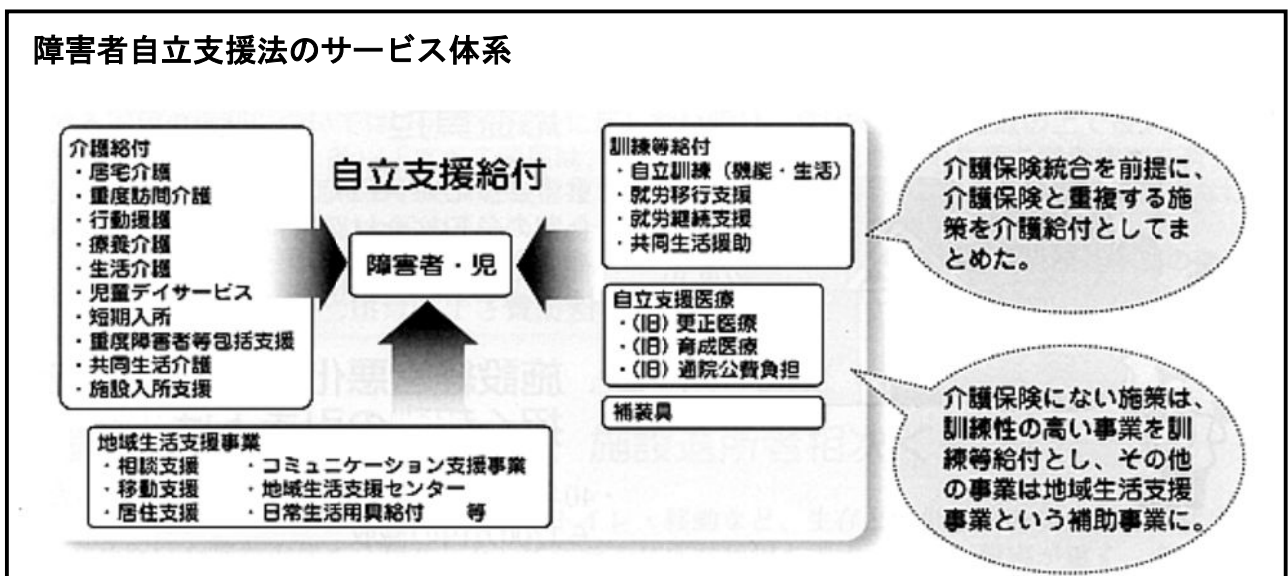 障害者自立支援法のサービス体系
介護給付
・居宅介護
・重度訪問介護
・行動援護
・療養介護
・生活介護
・児童デイサービス
・短期入所
・重度障害者等包括支援
・共同生活介護
・施設入所支援
自立支援給付
障害者・児
訓練等給付
・自立訓練（機能・生活）
・就労移行支援
・就労継続支援
・共同生活援助
自立支援医療
・（旧）更正医療
・（旧）育成医療
・（旧）通院公費負担
補装具
地域生活支援事業
・相談支援 ・コミュニケーション支援事業
・移動支援 ・地域生活支援センター
・居住支援 ・日常生活用具給付 等
介護保険統合を前提に、
介護保険と重複する施
策を介護給付としてま
とめた。
介護保険にない施策は、
訓練性の高い事業を訓
練等給付とし、その他
の事業は地域生活支援
事業という補助事業に。